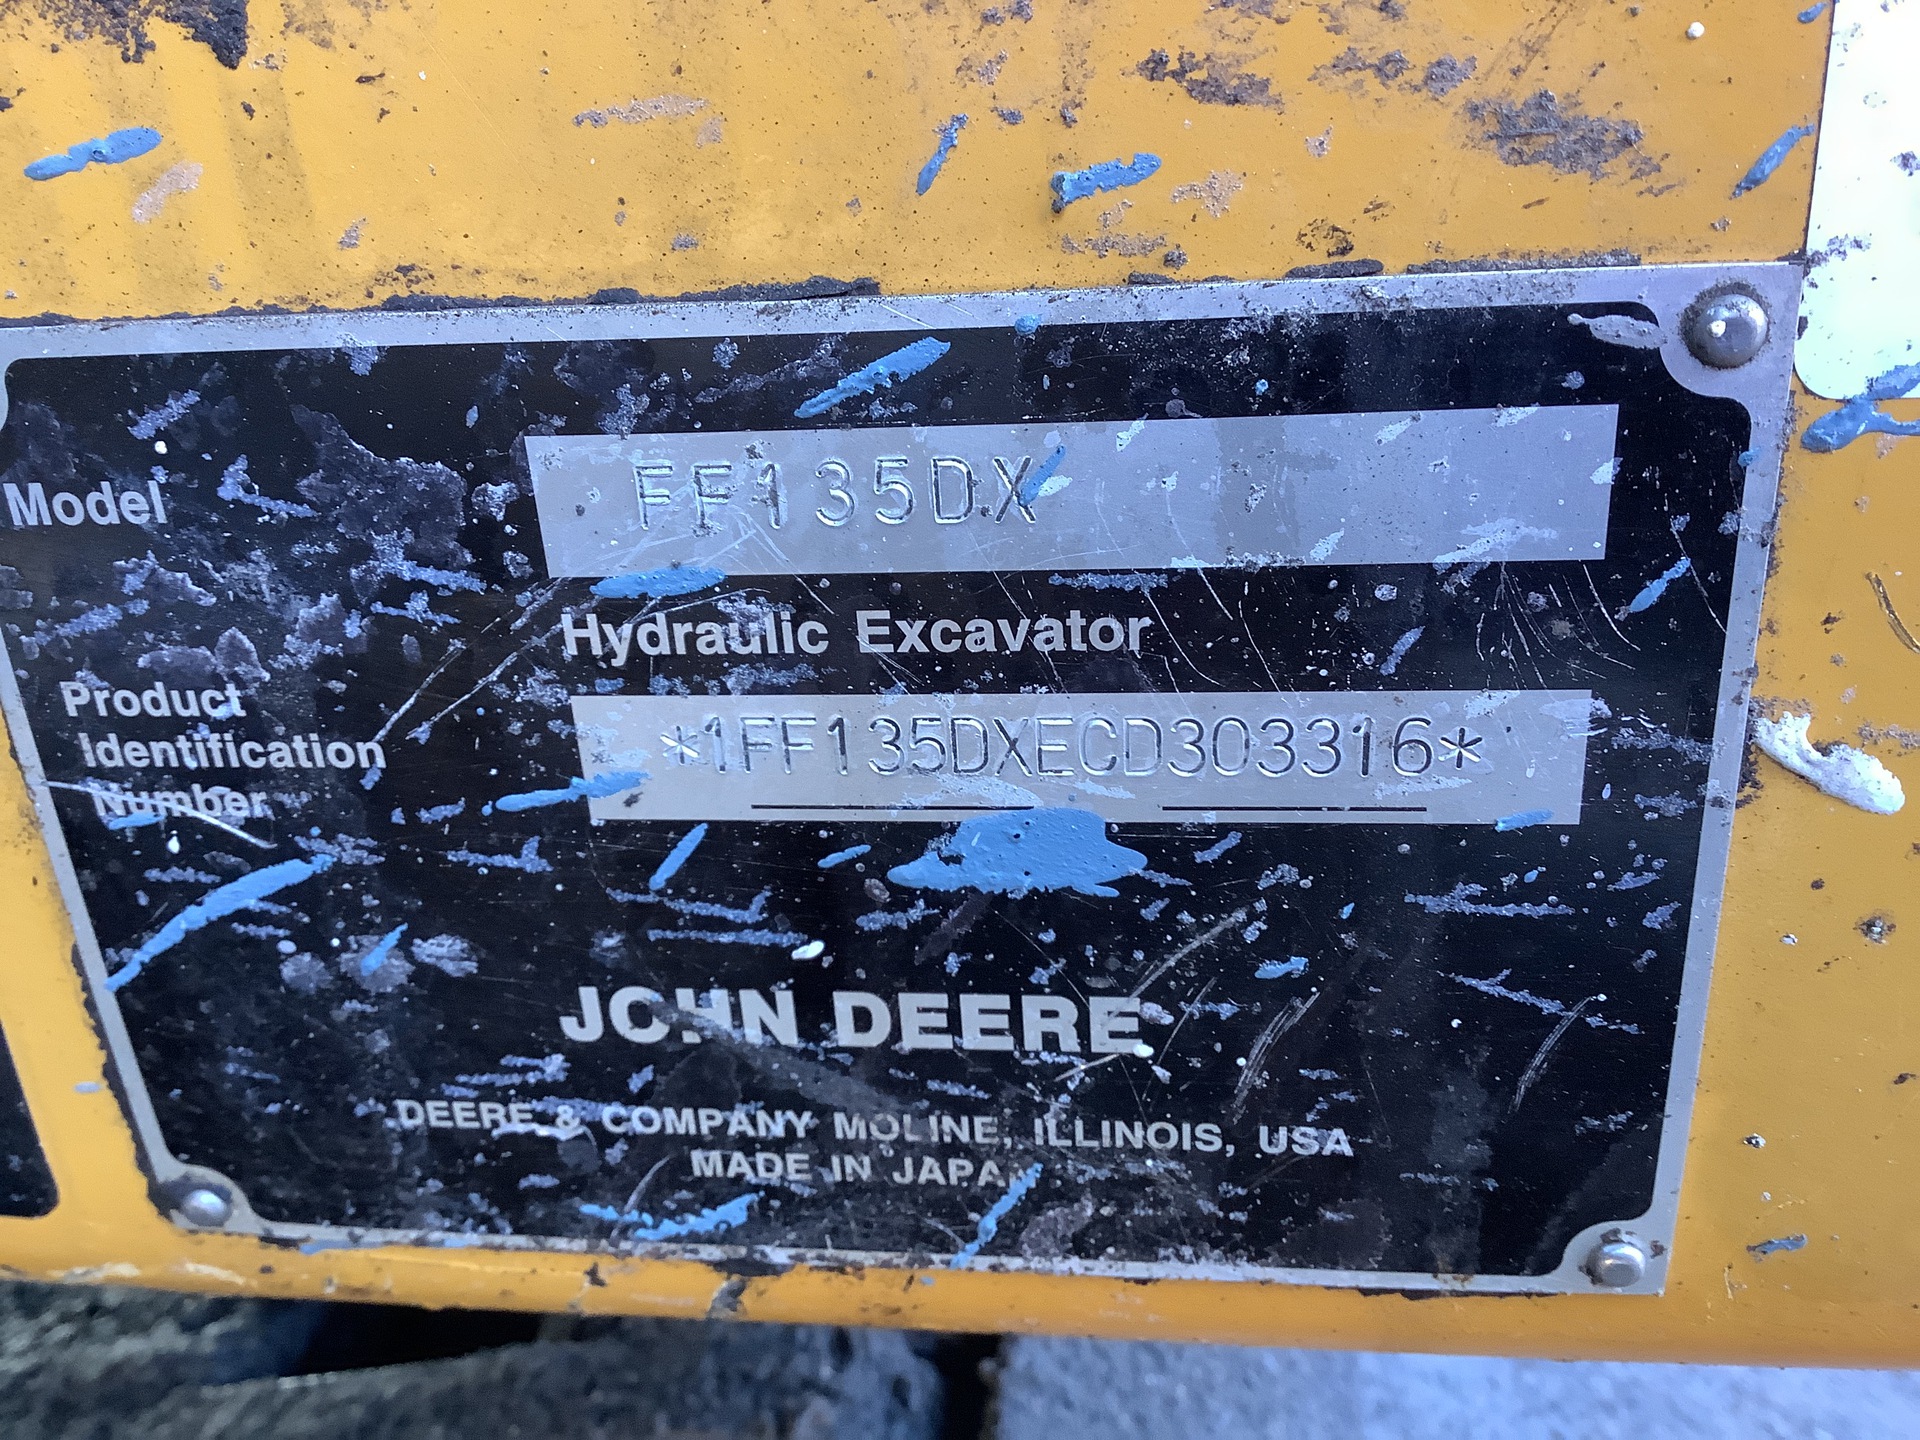 Model FF135DX
Hydraulic Excavator
Product
Identification
Number
*1FF135DXECD303316*
JOHN DEERE
DEERE & COMPANY MOLINE, ILLINOIS, USA
MADE IN JAPAN